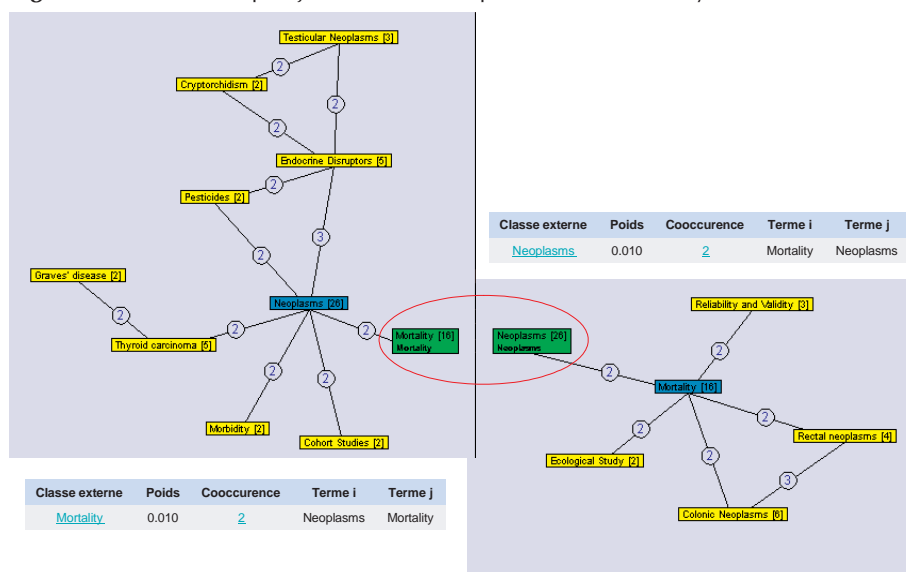 Testicular Neoplasms [3]
2
Cryptorchidism [2]
2
2
Endocrine Disruptors [5]
2
Pesticides [2]
3
2
Graves' disease [2]
Neoplasms [26]
2
2
2
Thyroid carcinoma [5]
Mortality [16]
Mortality
2
2
Morbidity [2]
Cohort Studies [2]
Classe externe Poids Cooccurence Terme i Terme j
Mortality 0.010 2 Neoplasms Mortality
Classe externe Poids Cooccurence Terme i Terme j
Neoplasms 0.010 2 Mortality Neoplasms
Reliability and Validity [3]
Neoplasms [26]
Neoplasms
2
2
Mortality [16]
2
2
Rectal neoplasms [4]
2
Ecological Study [2]
3
Colonic Neoplasms [6]